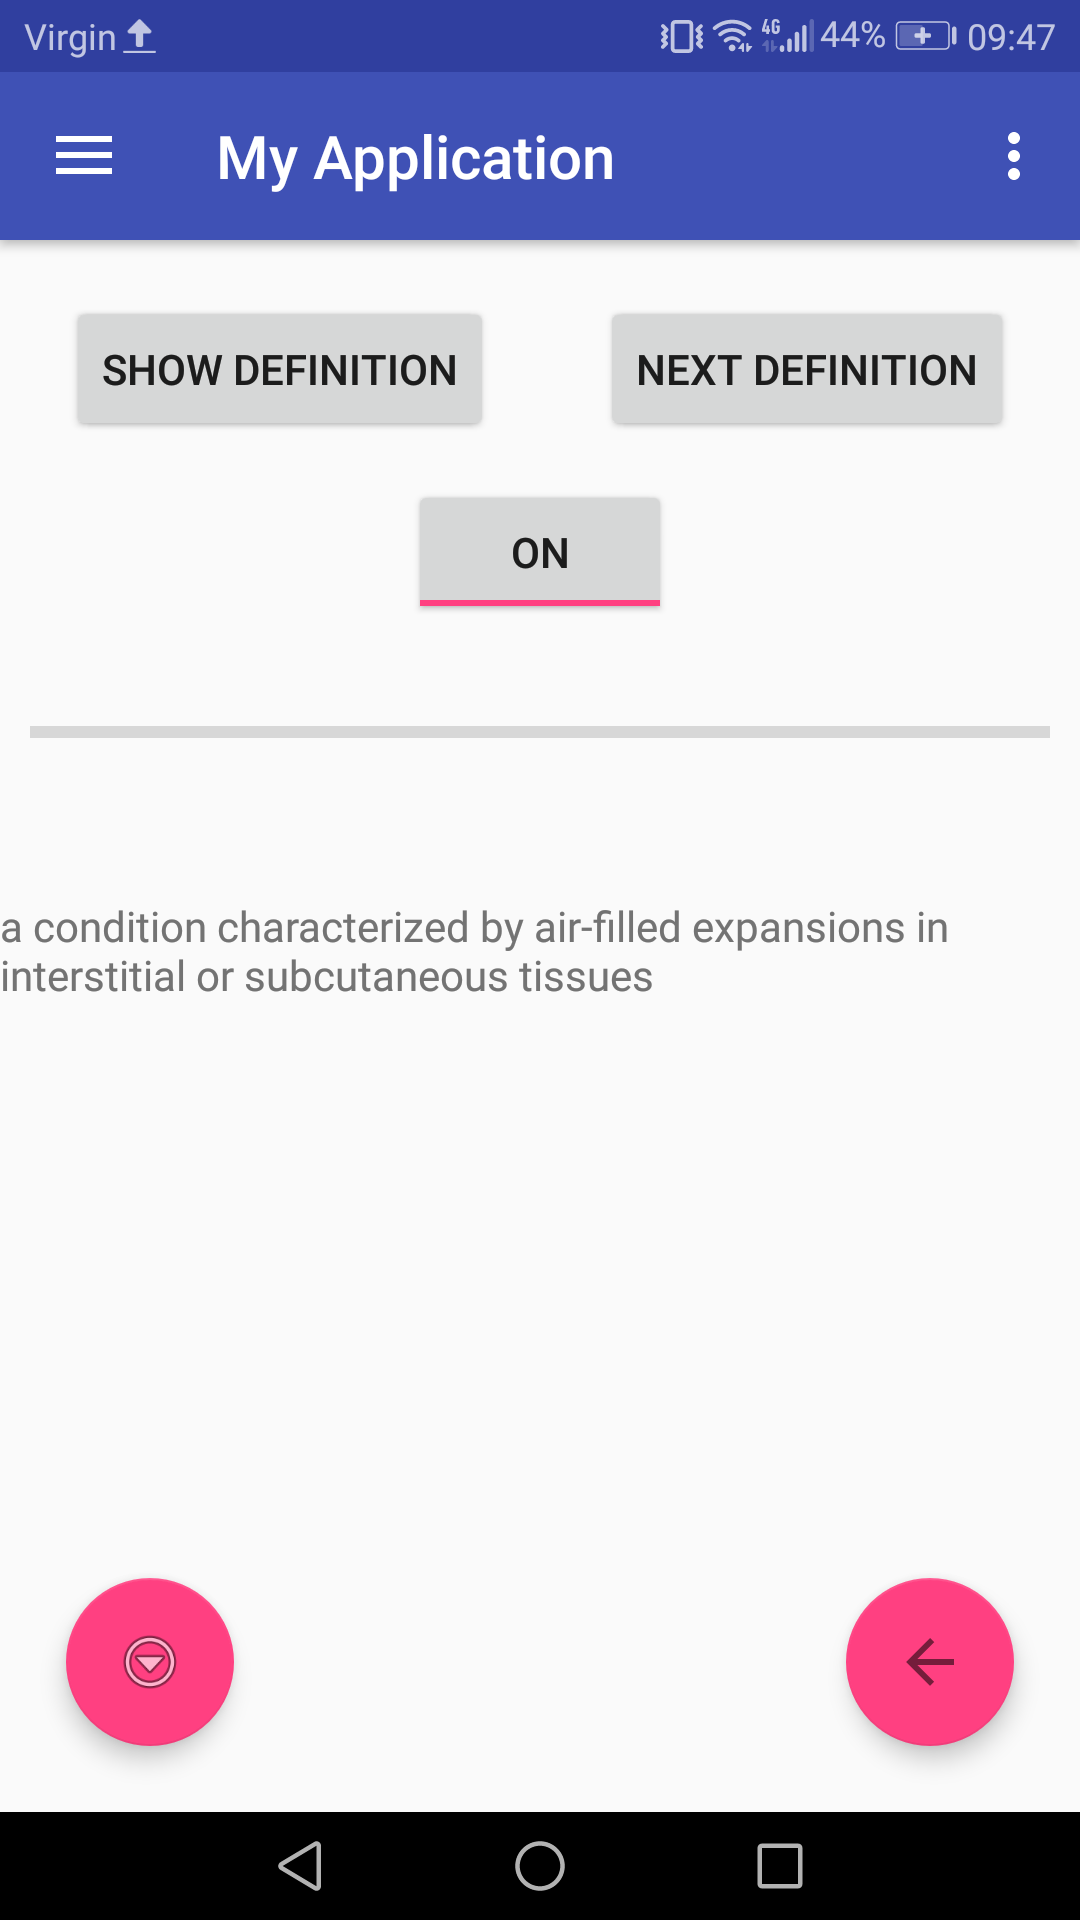 Virgin 4G 44% 09:47
My Application
SHOW DEFINITION NEXT DEFINITION
ON
a condition characterized by air-filled expansions in
interstitial or subcutaneous tissues